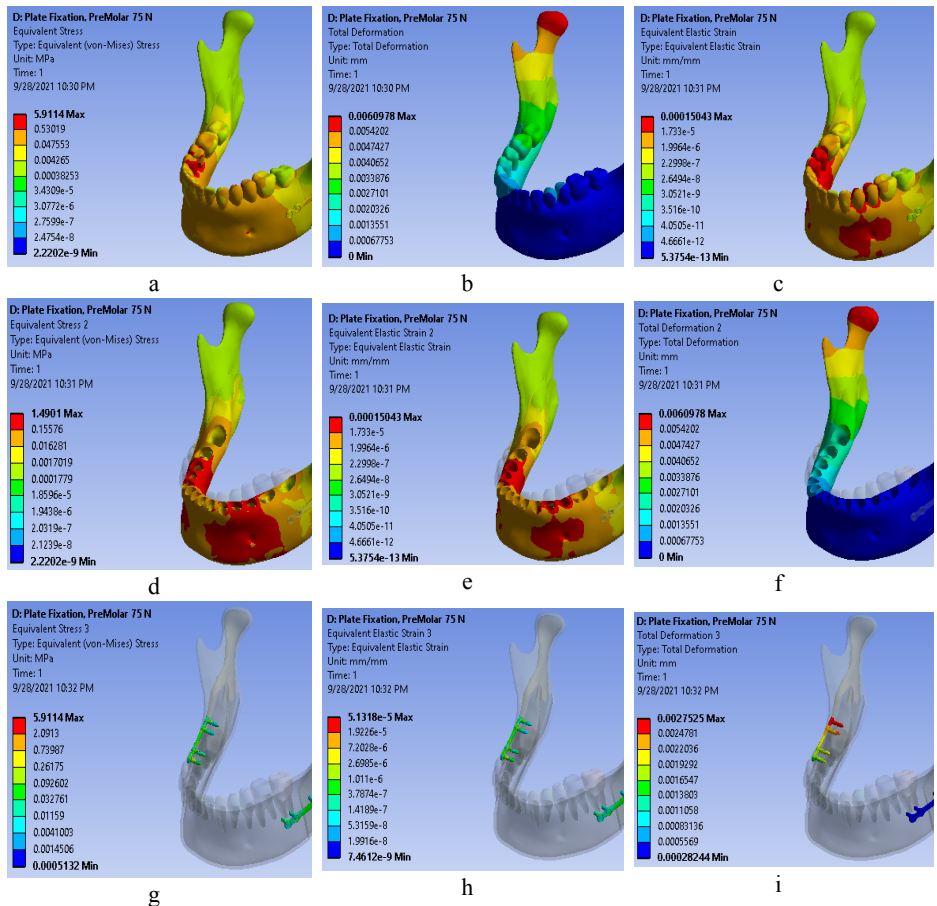 D: Plate Fixation, PreMolar 75 N
Equivalent Stress
Type: Equivalent (von-Mises) Stress
Unit: MPa
Time: 1
9/28/2021 10:30 PM
5.9114 Max
0.53019
0.047553
0.004265
0.00038253
3.4309e-5
3.0772e-6
2.7599e-7
2.4754e-8
2.2202e-9 Min
a
D: Plate Fixation, PreMolar 75 N
Total Deformation
Type: Total Deformation
Unit: mm
Time: 1
9/28/2021 10:30 PM
0.0060978 Max
0.0054202
0.0047427
0.0040652
0.0033876
0.0027101
0.0020326
0.0013551
0.00067753
0 Min
b
D: Plate Fixation, PreMolar 75 N
Equivalent Elastic Strain
Type: Equivalent Elastic Strain
Unit: mm/mm
Time: 1
9/28/2021 10:31 PM
0.00015043 Max
1.733e-5
1.9964e-6
2.2998e-7
2.6494e-8
3.0521e-9
3.516e-10
4.0505e-11
4.6661e-12
5.3754e-13 Min
c
D: Plate Fixation, PreMolar 75 N
Equivalent Stress 2
Type: Equivalent (von-Mises) Stress
Unit: MPa
Time: 1
9/28/2021 10:31 PM
1.4901 Max
0.15576
0.016281
0.0017019
0.0001779
1.8596e-5
1.9438e-6
2.0319e-7
2.1239e-8
2.2202e-9 Min
d
D: Plate Fixation, PreMolar 75 N
Equivalent Elastic Strain 2
Type: Equivalent Elastic Strain
Unit: mm/mm
Time: 1
9/28/2021 10:31 PM
0.00015043 Max
1.733e-5
1.9964e-6
2.2998e-7
2.6494e-8
3.0521e-9
3.516e-10
4.0505e-11
4.6661e-12
5.3754e-13 Min
e
D: Plate Fixation, PreMolar 75 N
Total Deformation 2
Type: Total Deformation
Unit: mm
Time: 1
9/28/2021 10:31 PM
0.0060978 Max
0.0054202
0.0047427
0.0040652
0.0033876
0.0027101
0.0020326
0.0013551
0.00067753
0 Min
f
D: Plate Fixation, PreMolar 75 N
Equivalent Stress 3
Type: Equivalent (von-Mises) Stress
Unit: MPa
Time: 1
9/28/2021 10:32 PM
5.9114 Max
2.0913
0.73987
0.26175
0.092602
0.032761
0.01159
0.0041003
0.0014506
0.0005132 Min
g
D: Plate Fixation, PreMolar 75 N
Equivalent Elastic Strain 3
Type: Equivalent Elastic Strain
Unit: mm/mm
Time: 1
9/28/2021 10:32 PM
5.1318e-5 Max
1.9226e-5
7.2028e-6
2.6985e-6
1.011e-6
3.7874e-7
1.4189e-7
5.3159e-8
1.9916e-8
7.4612e-9 Min
h
D: Plate Fixation, PreMolar 75 N
Total Deformation 3
Type: Total Deformation
Unit: mm
Time: 1
9/28/2021 10:32 PM
0.0027525 Max
0.0024781
0.0022036
0.0019292
0.0016547
0.0013803
0.0011058
0.00083136
0.0005569
0.00028244 Min
i